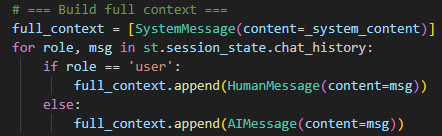 # === Build full context ===
full_context = [SystemMessage(content=_system_content)]
for role, msg in st.session_state.chat_history:
    if role == 'user':
        full_context.append(HumanMessage(content=msg))
    else:
        full_context.append(AIMessage(content=msg))